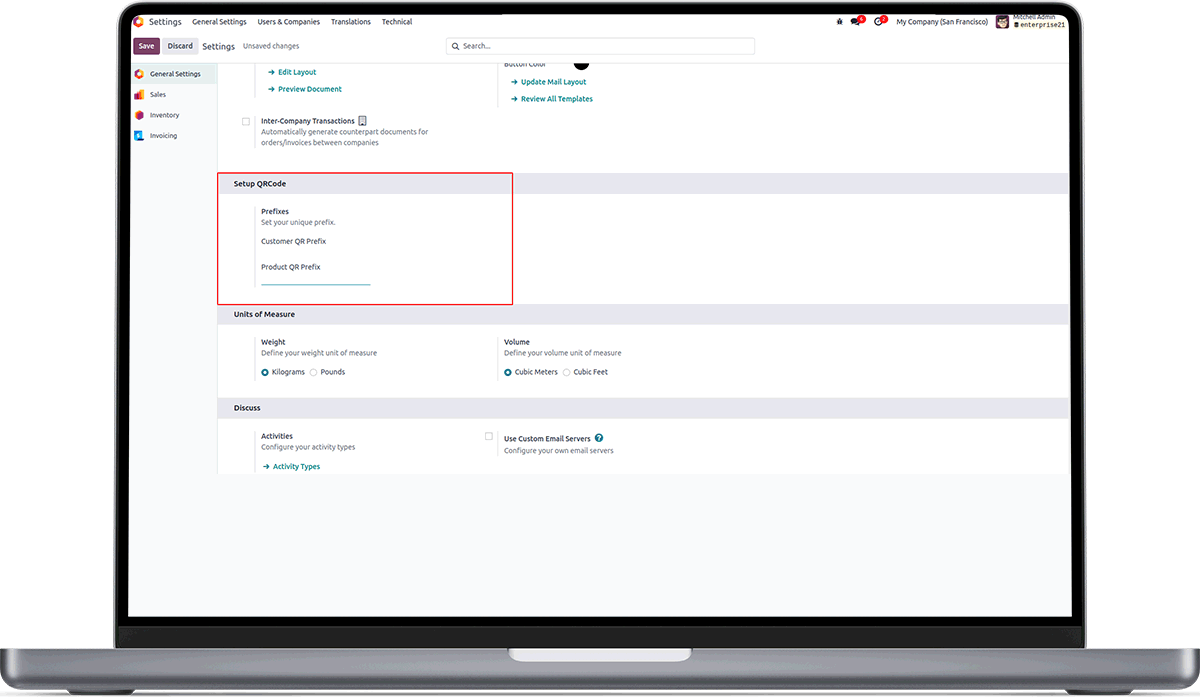 Settings General Settings Users & Companies Translations Technical
6 2 My Company (San Francisco) Mitchell Admin
enterprise21
Save Discard Settings Unsaved changes Search...
General Settings
Sales
Inventory
Invoicing
Button Color
Edit Layout Update Mail Layout
Preview Document Review All Templates
Inter-Company Transactions
Automatically generate counterpart documents for
orders/invoices between companies
Setup QRCode
Prefixes
Set your unique prefix.
Customer QR Prefix
Product QR Prefix
Units of Measure
Weight Volume
Define your weight unit of measure Define your volume unit of measure
Kilograms Pounds Cubic Meters Cubic Feet
Discuss
Activities Use Custom Email Servers ?
Configure your activity types Configure your own email servers
Activity Types